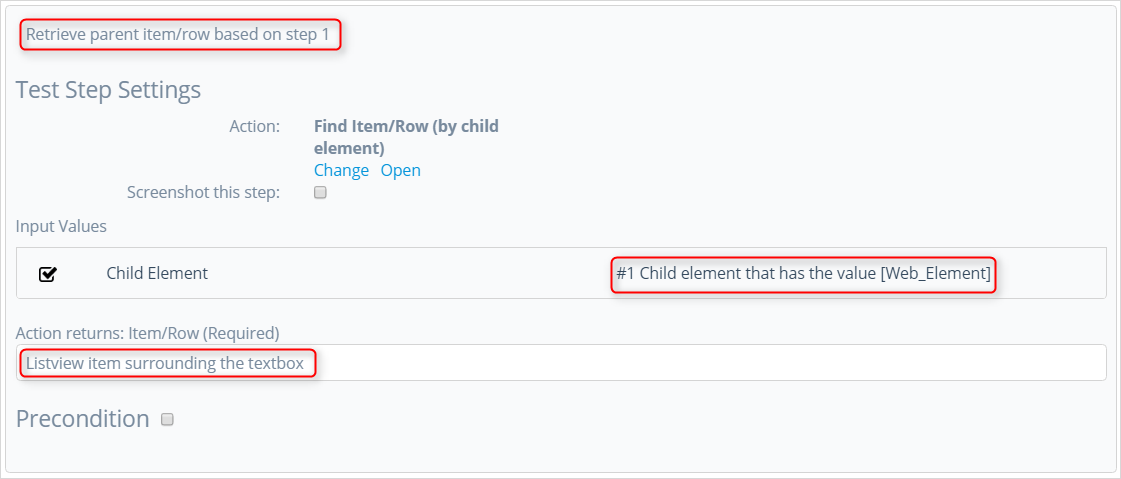 Retrieve parent item/row based on step 1
Test Step Settings
Action: Find Item/Row (by child
element)
Change Open
Screenshot this step:
Input Values
Child Element #1 Child element that has the value [Web_Element]
Action returns: Item/Row (Required)
Listview item surrounding the textbox
Precondition